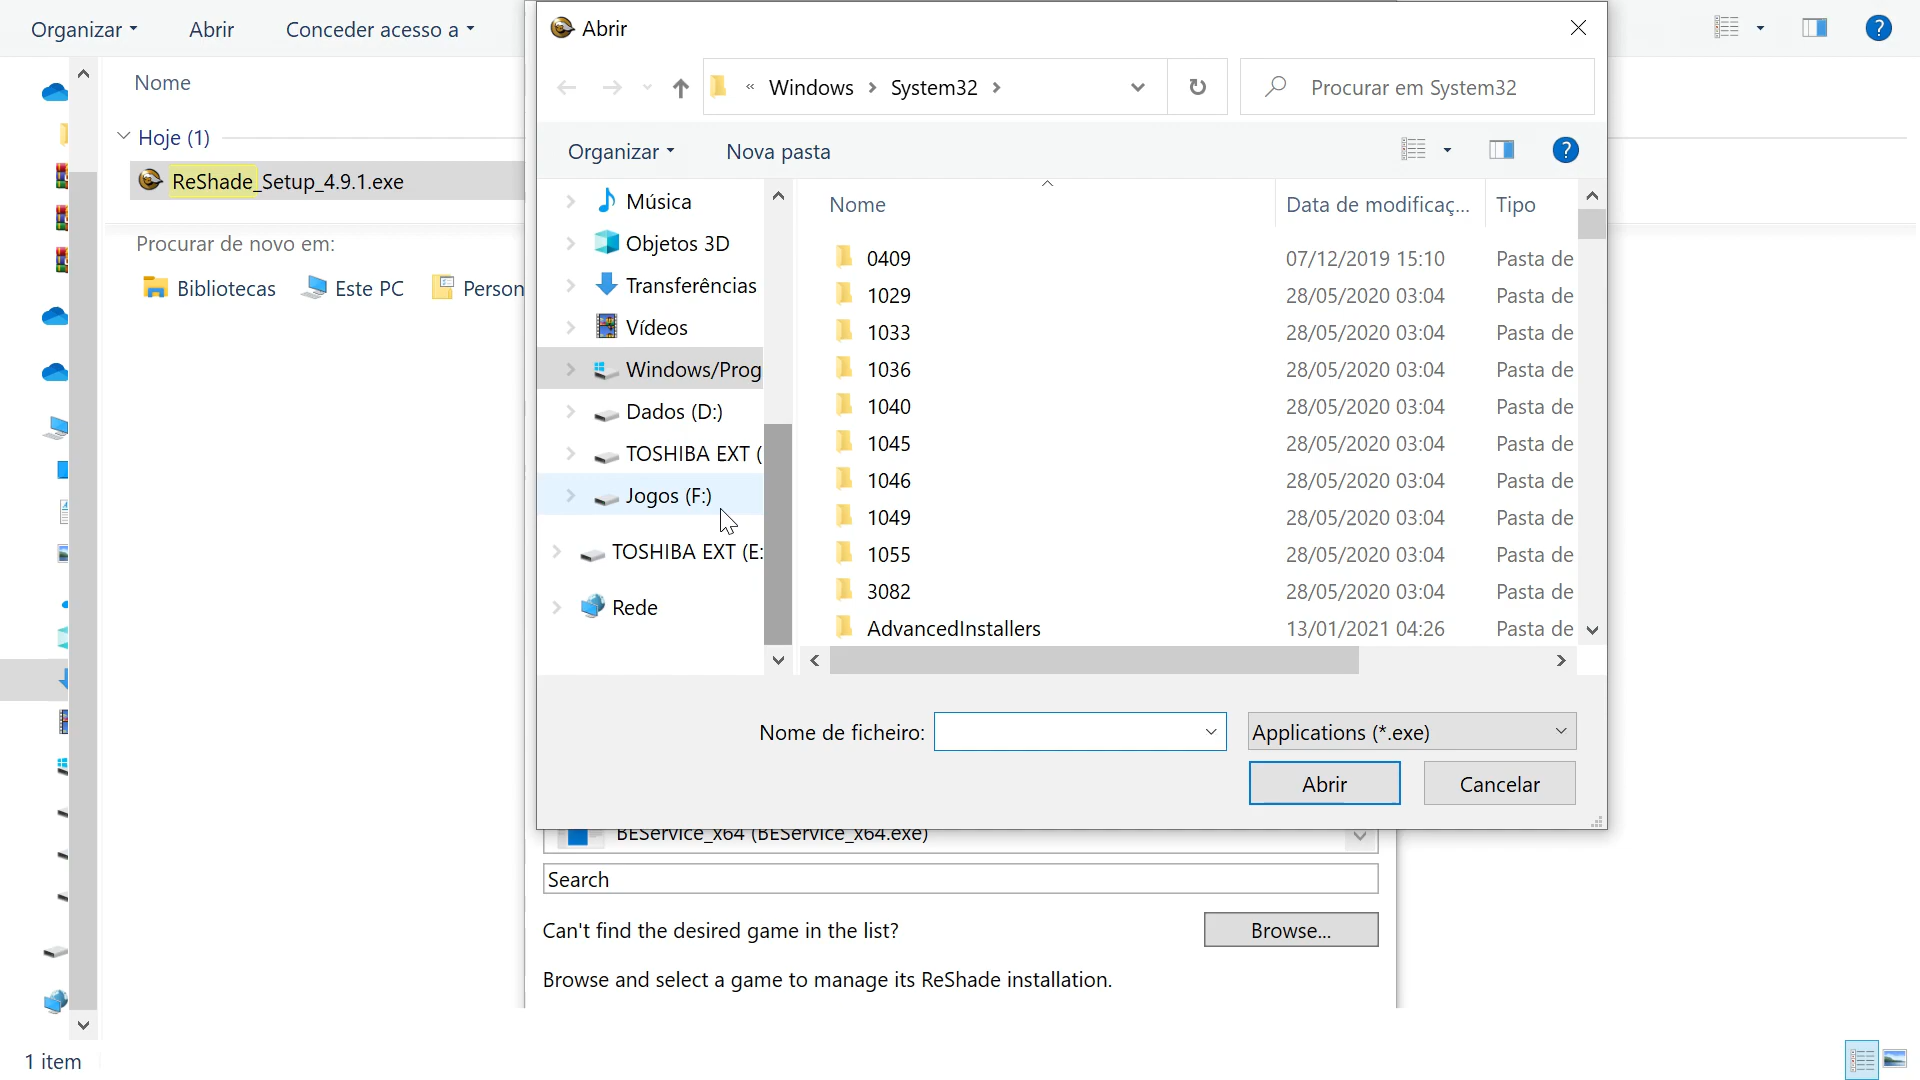 Organizar
Abrir
Conceder acesso a
Nome
Hoje (1)
ReShade_Setup_4.9.1.exe
Procurar de novo em:
Bibliotecas
Este PC
Person
1 item
Abrir
« Windows > System32 >
Procurar em System32
Organizar
Nova pasta
Música
Objetos 3D
Transferências
Vídeos
Windows/Prog
Dados (D:)
TOSHIBA EXT (
Jogos (F:)
TOSHIBA EXT (E:
Rede
Nome Data de modificaç... Tipo
0409 07/12/2019 15:10 Pasta de
1029 28/05/2020 03:04 Pasta de
1033 28/05/2020 03:04 Pasta de
1036 28/05/2020 03:04 Pasta de
1040 28/05/2020 03:04 Pasta de
1045 28/05/2020 03:04 Pasta de
1046 28/05/2020 03:04 Pasta de
1049 28/05/2020 03:04 Pasta de
1055 28/05/2020 03:04 Pasta de
3082 28/05/2020 03:04 Pasta de
AdvancedInstallers 13/01/2021 04:26 Pasta de
Nome de ficheiro:
Applications (*.exe)
Abrir
Cancelar
BEService_x64 (BEService_x64.exe)
Search
Can't find the desired game in the list?
Browse...
Browse and select a game to manage its ReShade installation.